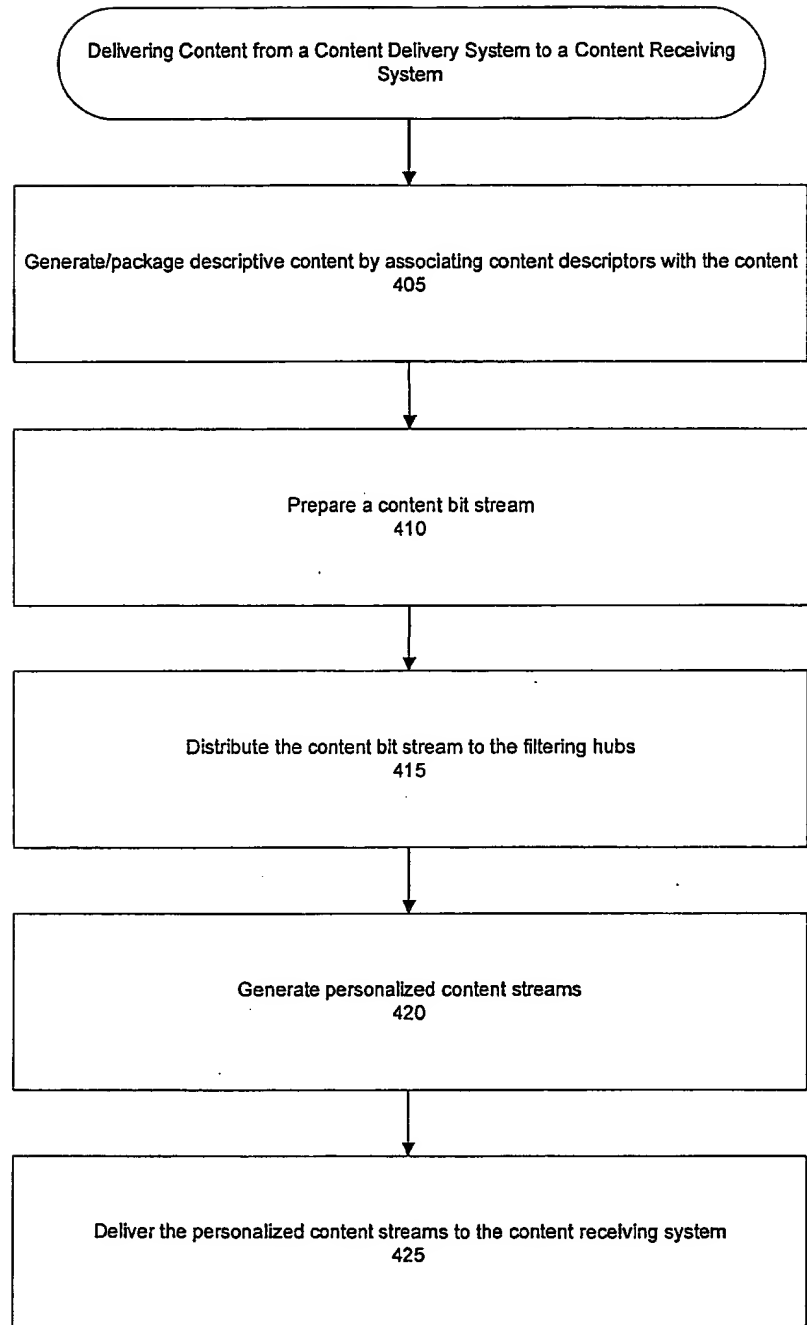 Delivering Content from a Content Delivery System to a Content Receiving
System
Generate/package descriptive content by associating content descriptors with the content
405
Prepare a content bit stream
410
Distribute the content bit stream to the filtering hubs
415
Generate personalized content streams
420
Deliver the personalized content streams to the content receiving system
425